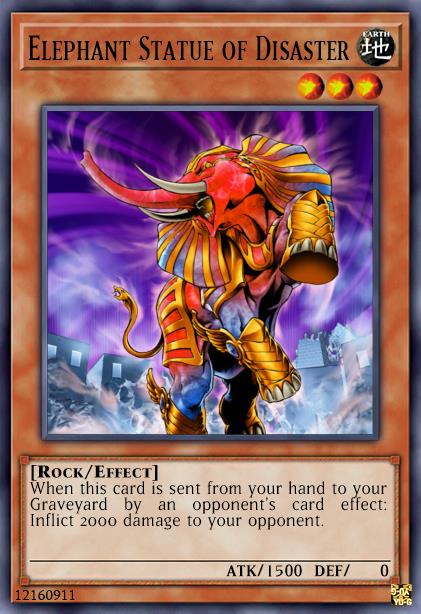 Elephant Statue of Disaster
EARTH
地
[Rock/Effect]
When this card is sent from your hand to your
Graveyard by an opponent's card effect:
Inflict 2000 damage to your opponent.
ATK/1500 DEF/ 0
12160911